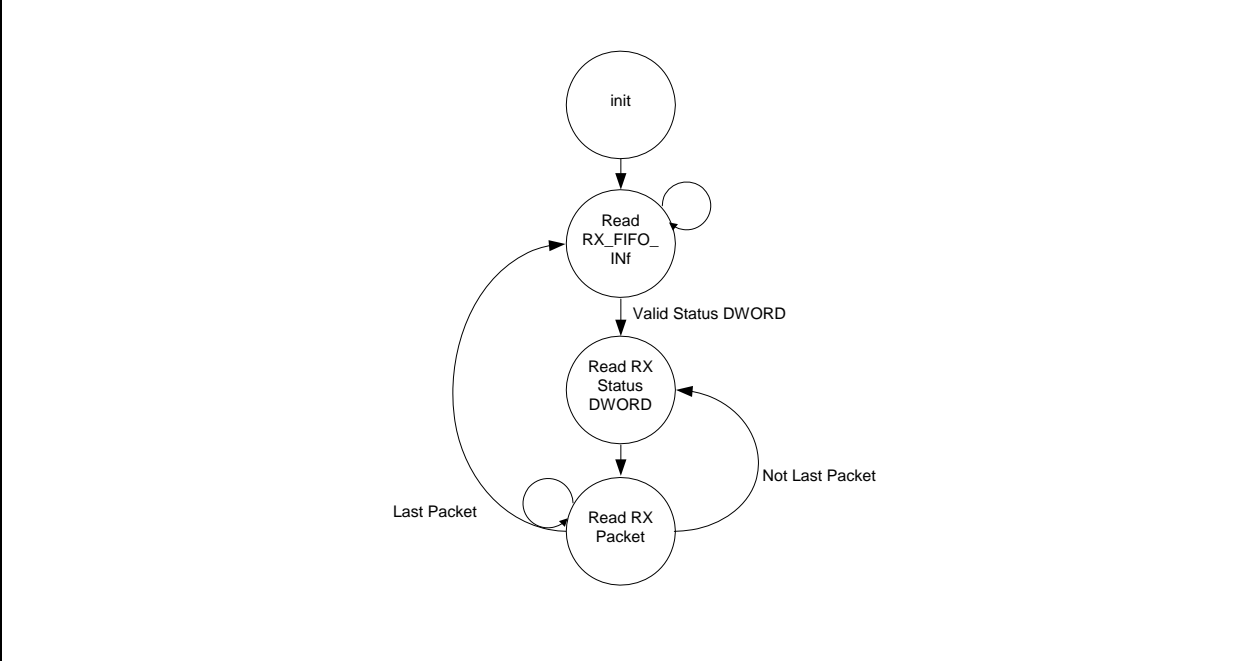 init
Read
RX_FIFO_
INf
Valid Status DWORD
Read RX
Status
DWORD
Not Last Packet
Last Packet
Read RX
Packet